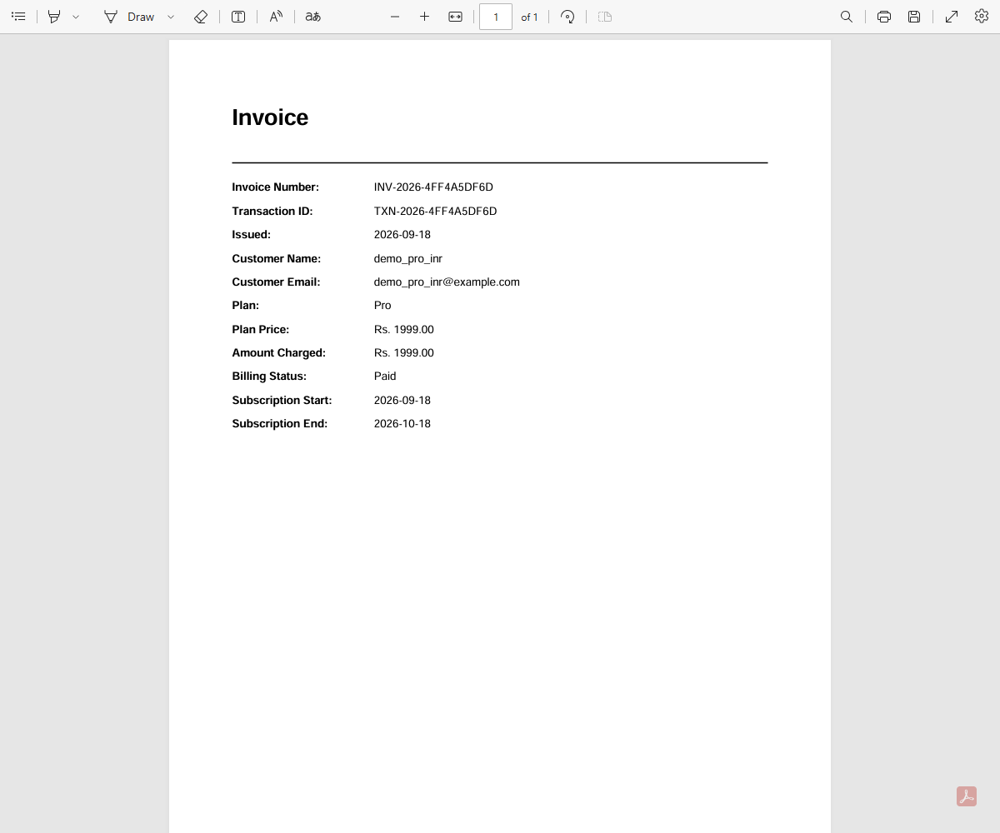 Draw
1 of 1
Invoice
Invoice Number: INV-2026-4FF4A5DF6D
Transaction ID: TXN-2026-4FF4A5DF6D
Issued: 2026-09-18
Customer Name: demo_pro_inr
Customer Email: demo_pro_inr@example.com
Plan: Pro
Plan Price: Rs. 1999.00
Amount Charged: Rs. 1999.00
Billing Status: Paid
Subscription Start: 2026-09-18
Subscription End: 2026-10-18